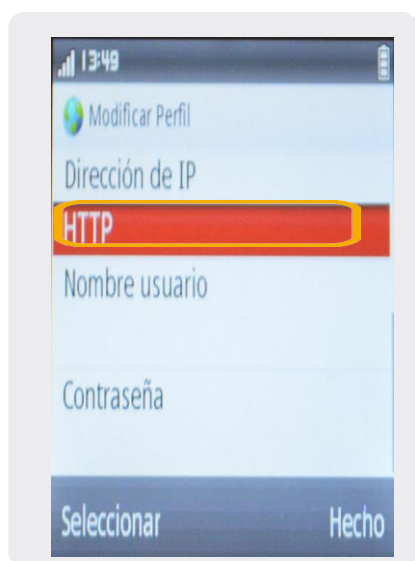 13:49
Modificar Perfil
Dirección de IP
HTTP
Nombre usuario
Contraseña
Seleccionar
Hecho